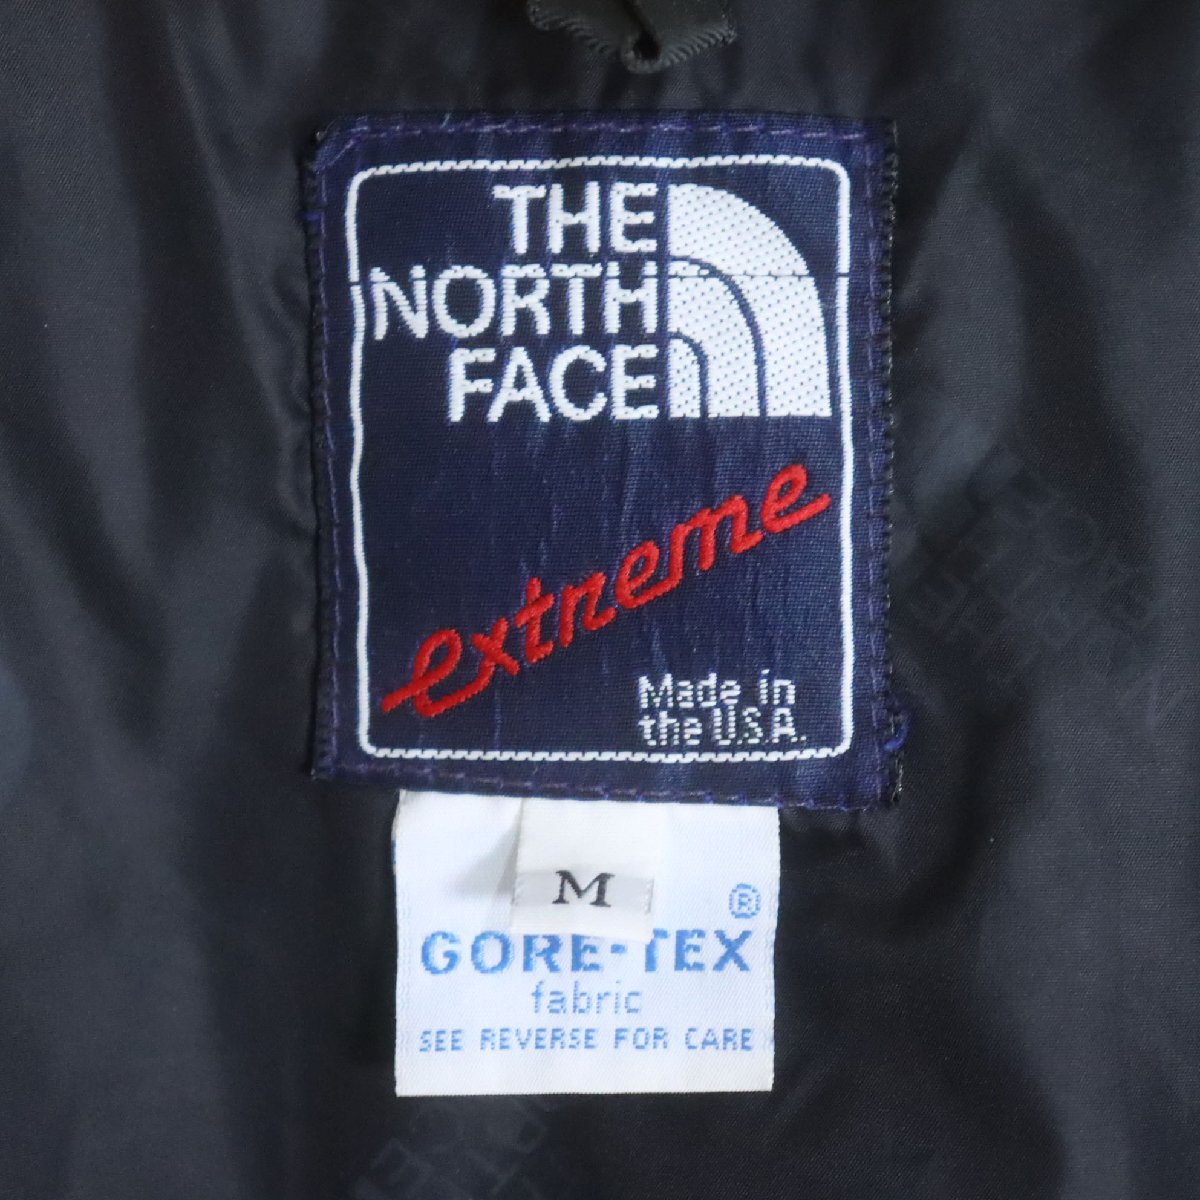 THE
NORTH
FACE
extreme
Made in
the U.S.A.
M
®
GORE-TEX
fabric
SEE REVERSE FOR CARE